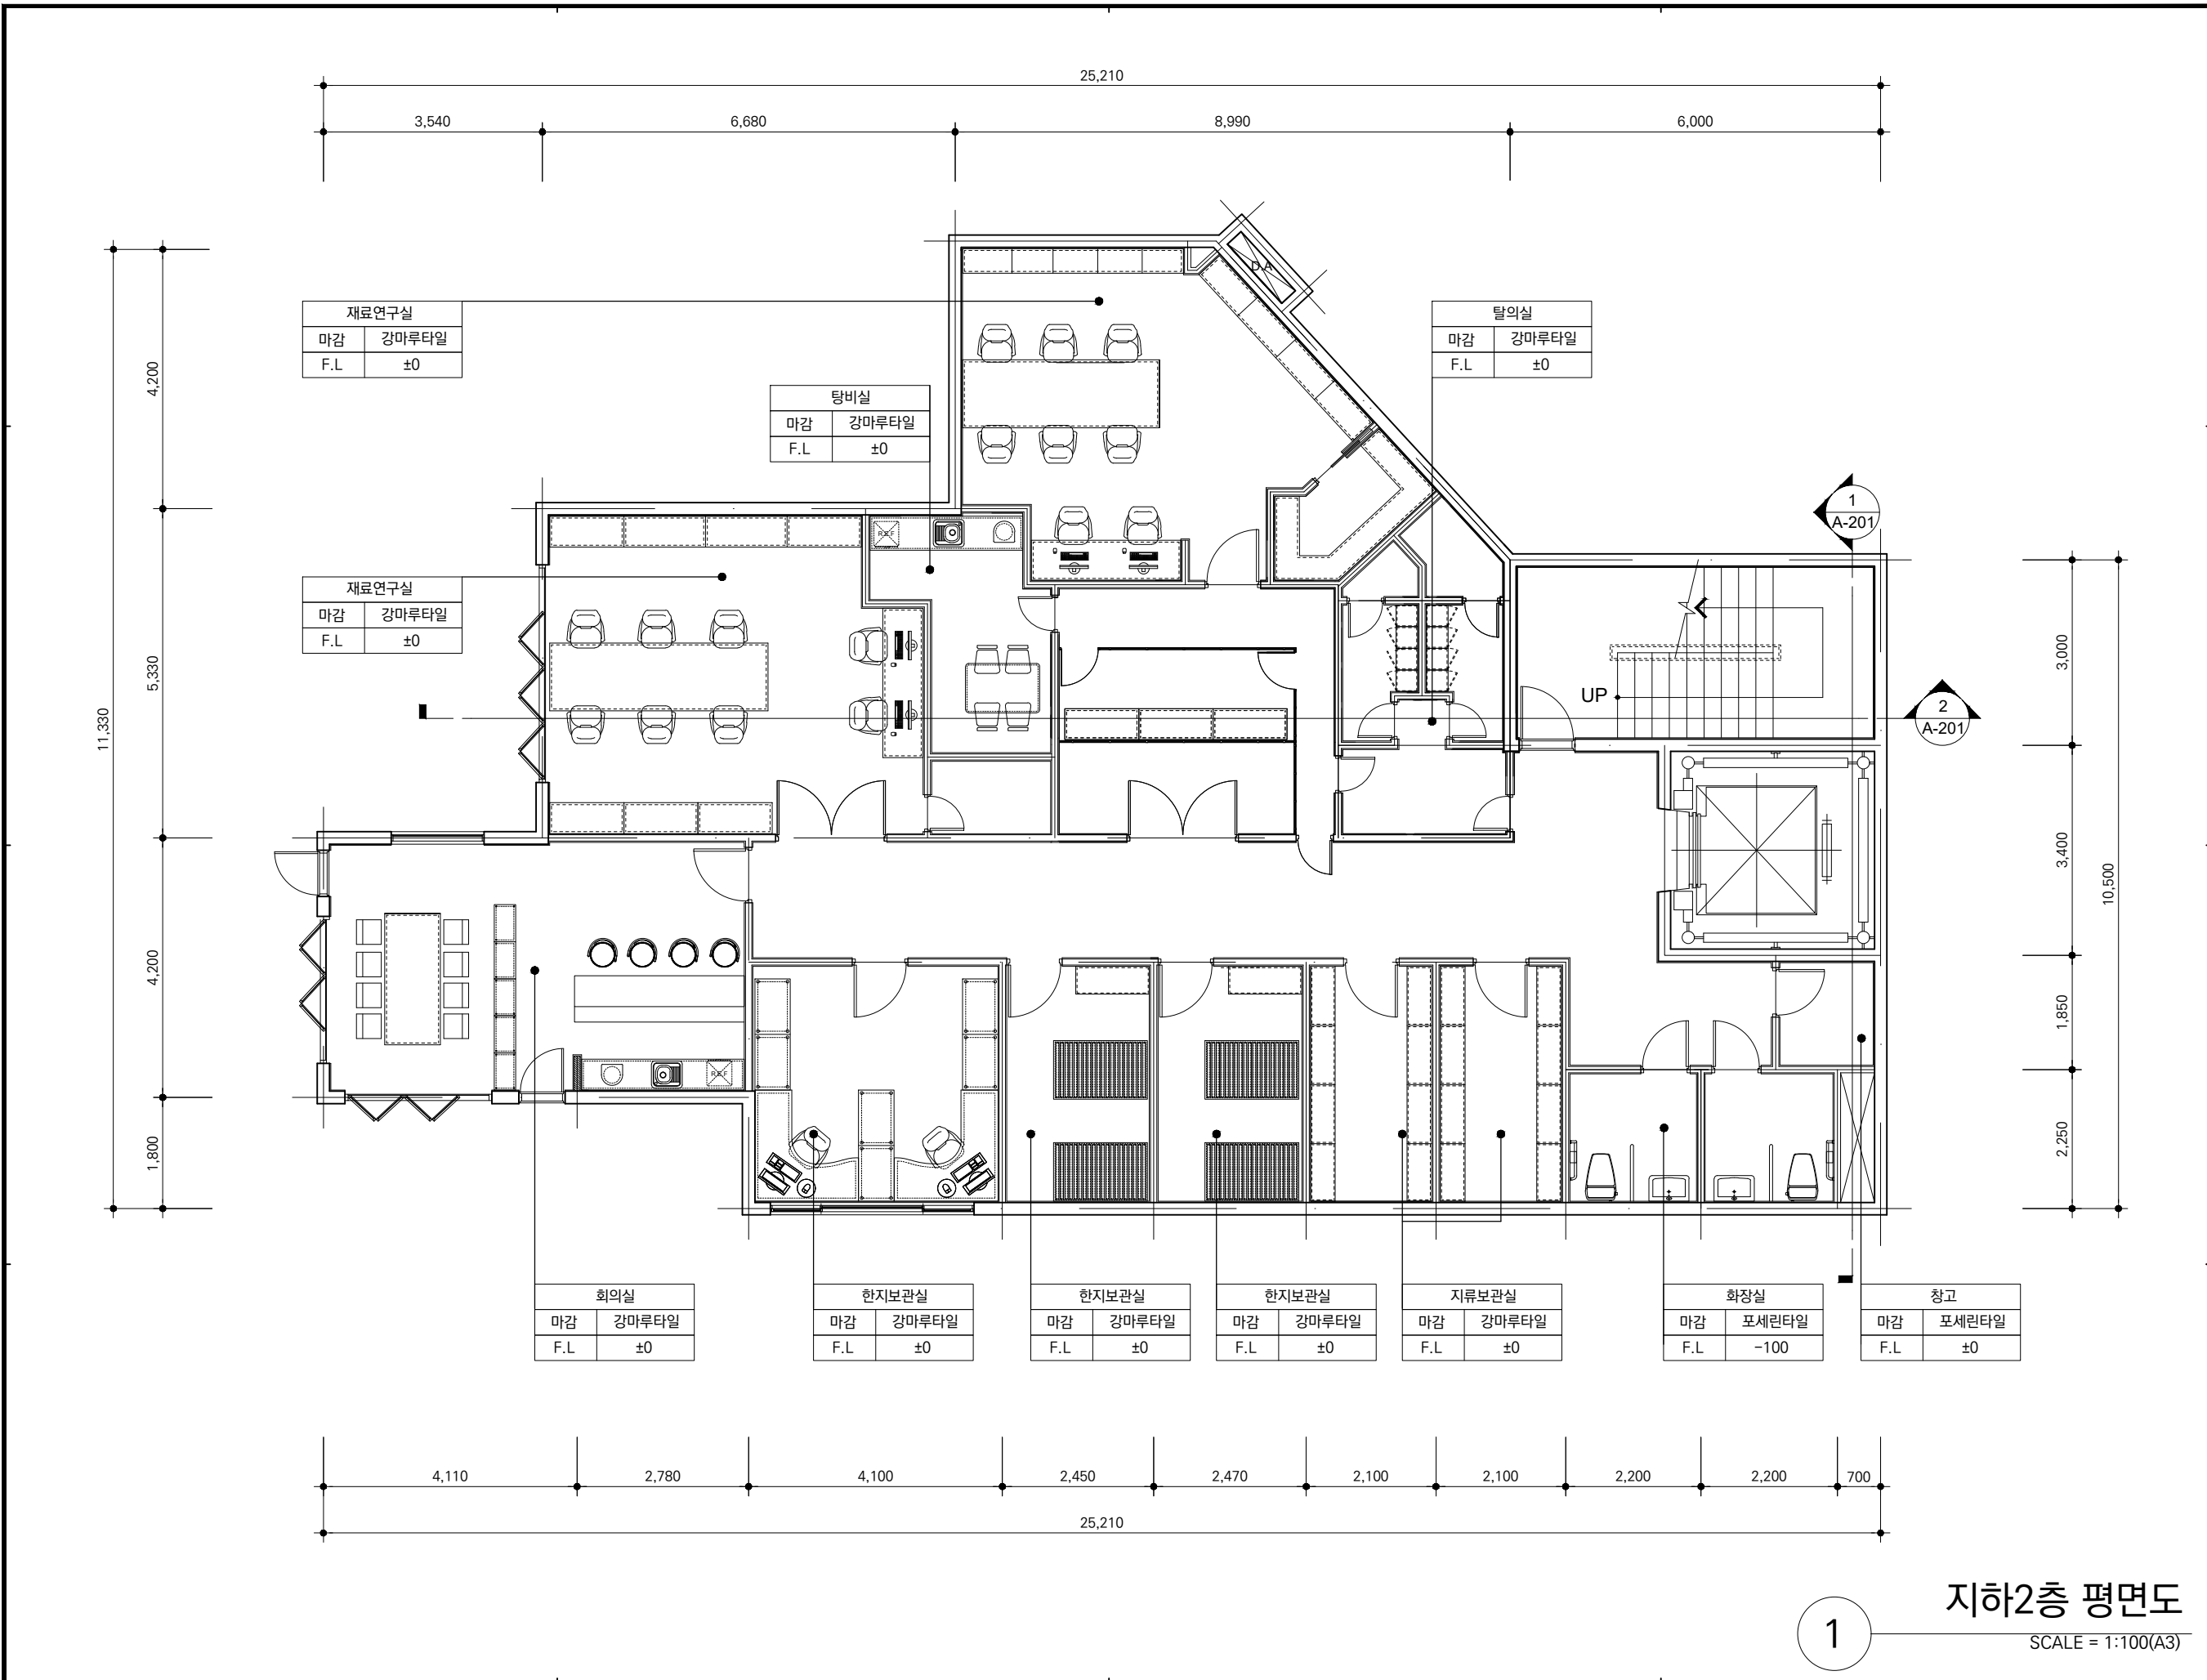 25,210
3,540
6,680
8,990
6,000
D.A
재료연구실
마감 강마루타일
F.L ±0
탈의실
마감 강마루타일
F.L ±0
탕비실
마감 강마루타일
F.L ±0
4,200
5,330
4,200
1,800
11,330
1
A-201
R.E.F
재료연구실
마감 강마루타일
F.L ±0
UP
2
A-201
3,000
3,400
1,850
2,250
10,500
R.E.F
회의실
마감 강마루타일
F.L ±0
한지보관실
마감 강마루타일
F.L ±0
한지보관실
마감 강마루타일
F.L ±0
한지보관실
마감 강마루타일
F.L ±0
지류보관실
마감 강마루타일
F.L ±0
화장실
마감 포세린타일
F.L -100
창고
마감 포세린타일
F.L ±0
4,110
2,780
4,100
2,450
2,470
2,100
2,100
2,200
2,200
700
25,210
1
지하2층 평면도
SCALE = 1:100(A3)